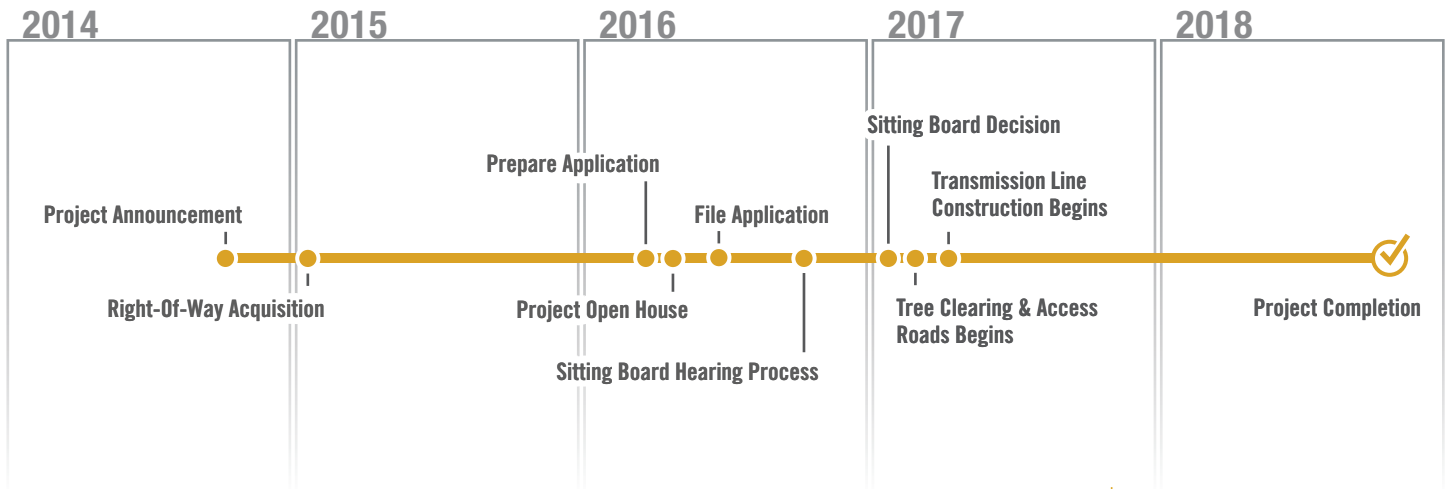 2014
2015
2016
2017
2018
Sitting Board Decision
Prepare Application
Transmission Line
Construction Begins
Project Announcement
File Application
Right-Of-Way Acquisition
Project Open House
Tree Clearing & Access
Roads Begins
Project Completion
Sitting Board Hearing Process